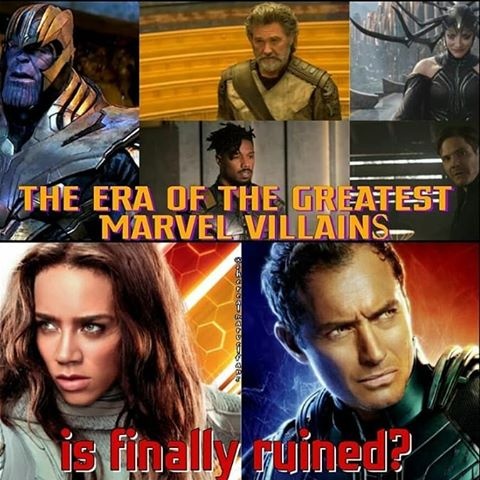 THE ERA OF THE GREATEST
MARVEL VILLAINS
is finally ruined?